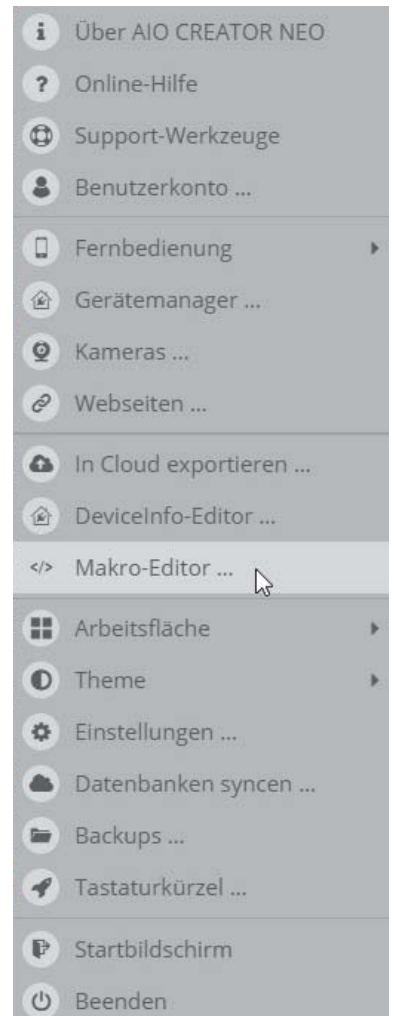 Über AIO CREATOR NEO
Online-Hilfe
Support-Werkzeuge
Benutzerkonto ...
Fernbedienung
Gerätemanager ...
Kameras ...
Webseiten ...
In Cloud exportieren ...
DeviceInfo-Editor ...
Makro-Editor ...
Arbeitsfläche
Theme
Einstellungen ...
Datenbanken syncen ...
Backups ...
Tastaturkürzel ...
Startbildschirm
Beenden